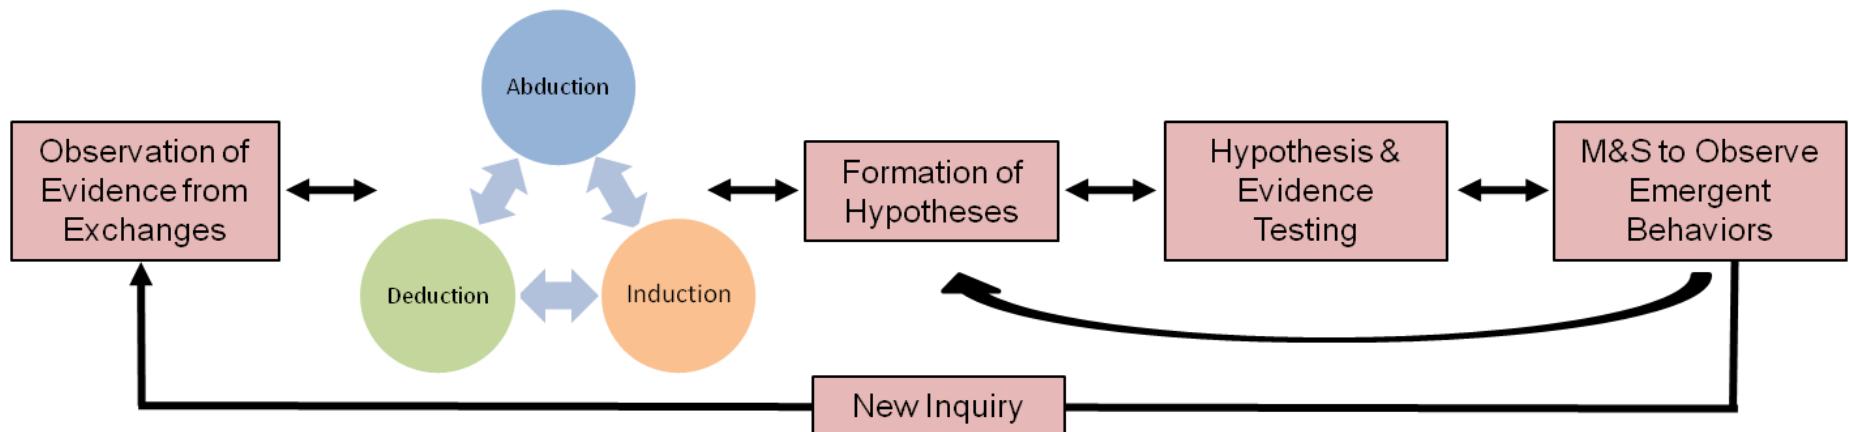 Observation of
Evidence from
Exchanges
Abduction
Deduction
Induction
Formation of
Hypotheses
Hypothesis &
Evidence
Testing
M&S to Observe
Emergent
Behaviors
New Inquiry